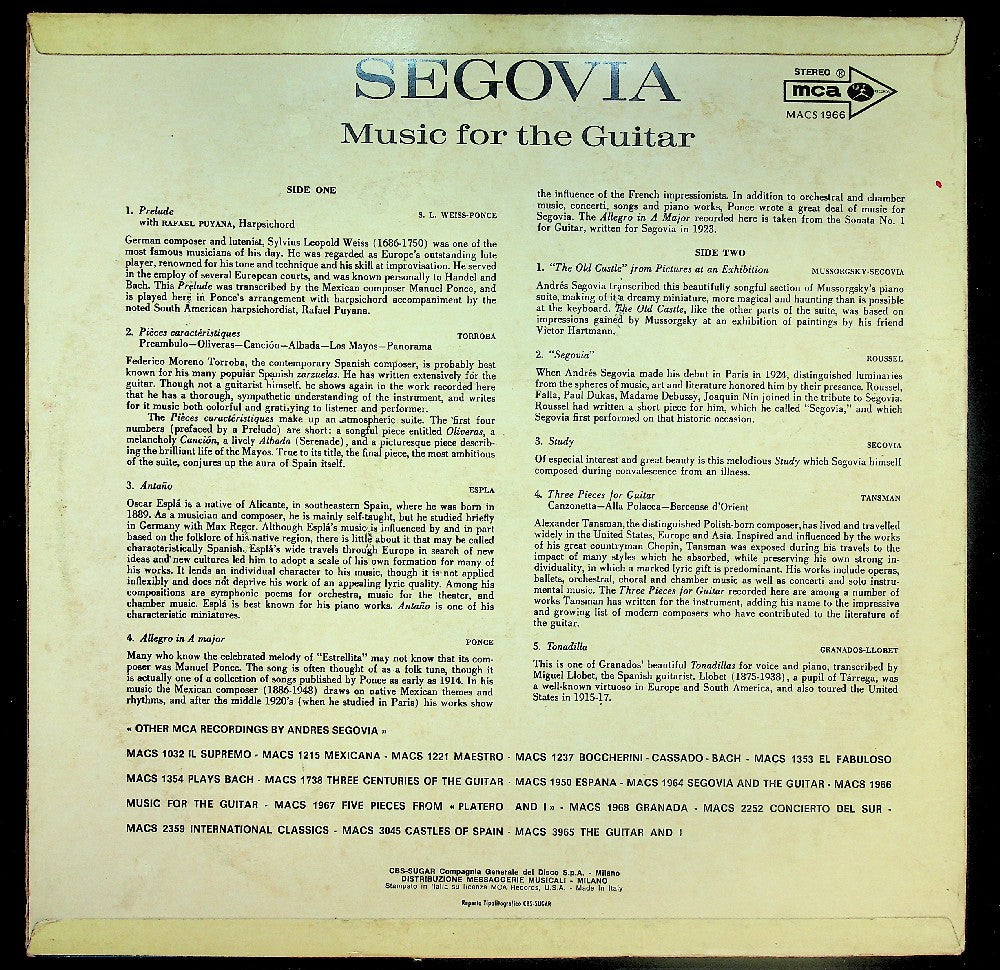 SEGOVIA
Music for the Guitar
STEREO ®
mca
RECORDS
MACS 1966
SIDE ONE
1. Prelude
S. L. WEISS-PONCE
with RAFAEL PUYANA, Harpsichord
German composer and lutenist, Sylvius Leopold Weiss (1686-1750) was one of the
most famous musicians of his day. He was regarded as Europe's outstanding lute
player, renowned for his tone and technique and his skill at improvisation. He served
in the employ of several European courts, and was known personally to Handel and
Bach. This Prelude was transcribed by the Mexican composer Manuel Ponce, and
is played here in Ponce's arrangement with harpsichord accompaniment by the
noted South American harpsichordist, Rafael Puyana.
2. Pièces caractéristiques
TORROBA
Preambulo—Oliveras—Canción—Albada—Los Mayos—Panorama
Federico Moreno Torroba, the contemporary Spanish composer, is probably best
known for his many popular Spanish zarzuelas. He has written extensively for the
guitar. Though not a guitarist himself, he shows again in the work recorded here
that he has a thorough, sympathetic understanding of the instrument, and writes
for it music both colorful and gratifying to listener and performer.
The Pièces caractéristiques make up an atmospheric suite. The first four
numbers (prefaced by a Prelude) are short: a songful piece entitled Oliveras, a
melancholy Canción, a lively Albada (Serenade), and a picturesque piece describ-
ing the brilliant life of the Mayos. True to its title, the final piece, the most ambitious
of the suite, conjures up the aura of Spain itself.
3. Antaño
ESPLA
Oscar Esplá is a native of Alicante, in southeastern Spain, where he was born in
1889. As a musician and composer, he is mainly self-taught, but he studied briefly
in Germany with Max Reger. Although Esplá's music is influenced by and in part
based on the folklore of his native region, there is little about it that may be called
characteristically Spanish. Esplá's wide travels through Europe in search of new
ideas and new cultures led him to adopt a scale of his own formation for many of
his works. It lends an individual character to his music, though it is not applied
inflexibly and does not deprive his work of an appealing lyric quality. Among his
compositions are symphonic poems for orchestra, music for the theater, and
chamber music. Esplá is best known for his piano works. Antaño is one of his
characteristic miniatures.
4. Allegro in A major
PONCE
Many who know the celebrated melody of "Estrellita" may not know that its com-
poser was Manuel Ponce. The song is often thought of as a folk tune, though it
is actually one of a collection of songs published by Ponce as early as 1914. In his
music the Mexican composer (1886-1948) draws on native Mexican themes and
rhythms, and after the middle 1920's (when he studied in Paris) his works show
the influence of the French impressionists. In addition to orchestral and chamber
music, concerti, songs and piano works, Ponce wrote a great deal of music for
Segovia. The Allegro in A Major recorded here is taken from the Sonata No. 1
for Guitar, written for Segovia in 1923.
SIDE TWO
1. "The Old Castle" from Pictures at an Exhibition
MUSSORGSKY-SEGOVIA
Andrés Segovia transcribed this beautifully songful section of Mussorgsky's piano
suite, making of it a dreamy miniature, more magical and haunting than is possible
at the keyboard. The Old Castle, like the other parts of the suite, was based on
impressions gained by Mussorgsky at an exhibition of paintings by his friend
Victor Hartmann.
2. "Segovia"
ROUSSEL
When Andrés Segovia made his debut in Paris in 1924, distinguished luminaries
from the spheres of music, art and literature honored him by their presence. Roussel,
Falla, Paul Dukas, Madame Debussy, Joaquin Nin joined in the tribute to Segovia.
Roussel had written a short piece for him, which he called "Segovia," and which
Segovia first performed on that historic occasion.
3. Study
SEGOVIA
Of especial interest and great beauty is this melodious Study which Segovia himself
composed during convalescence from an illness.
4. Three Pieces for Guitar
TANSMAN
Canzonetta—Alla Polacca—Berceuse d'Orient
Alexander Tansman, the distinguished Polish-born composer, has lived and travelled
widely in the United States, Europe and Asia. Inspired and influenced by the works
of his great countryman Chopin, Tansman was exposed during his travels to the
impact of many styles which he absorbed, while preserving his own strong in-
dividuality, in which a marked lyric gift is predominant. His works include operas,
ballets, orchestral, choral and chamber music as well as concerti and solo instru-
mental music. The Three Pieces for Guitar recorded here are among a number of
works Tansman has written for the instrument, adding his name to the impressive
and growing list of modern composers who have contributed to the literature of
the guitar.
5. Tonadilla
GRANADOS-LLOBET
This is one of Granados' beautiful Tonadillas for voice and piano, transcribed by
Miguel Llobet, the Spanish guitarist. Llobet (1875-1938), a pupil of Tárrega, was
a well-known virtuoso in Europe and South America, and also toured the United
States in 1915-17.
« OTHER MCA RECORDINGS BY ANDRES SEGOVIA »
MACS 1032 IL SUPREMO - MACS 1215 MEXICANA - MACS 1221 MAESTRO - MACS 1237 BOCCHERINI - CASSADO - BACH - MACS 1353 EL FABULOSO
MACS 1354 PLAYS BACH - MACS 1738 THREE CENTURIES OF THE GUITAR - MACS 1950 ESPANA - MACS 1964 SEGOVIA AND THE GUITAR - MACS 1966
MUSIC FOR THE GUITAR - MACS 1967 FIVE PIECES FROM « PLATERO AND I » - MACS 1968 GRANADA - MACS 2252 CONCIERTO DEL SUR -
MACS 2359 INTERNATIONAL CLASSICS - MACS 3045 CASTLES OF SPAIN - MACS 3965 THE GUITAR AND I
CBS-SUGAR Compagnia Generale del Disco S.p.A. - Milano
DISTRIBUZIONE MESSAGGERIE MUSICALI - MILANO
Stampato in Italia su licenza MCA Records, U.S.A. - Made in Italy
Reparto Tipolitografico CBS-SUGAR